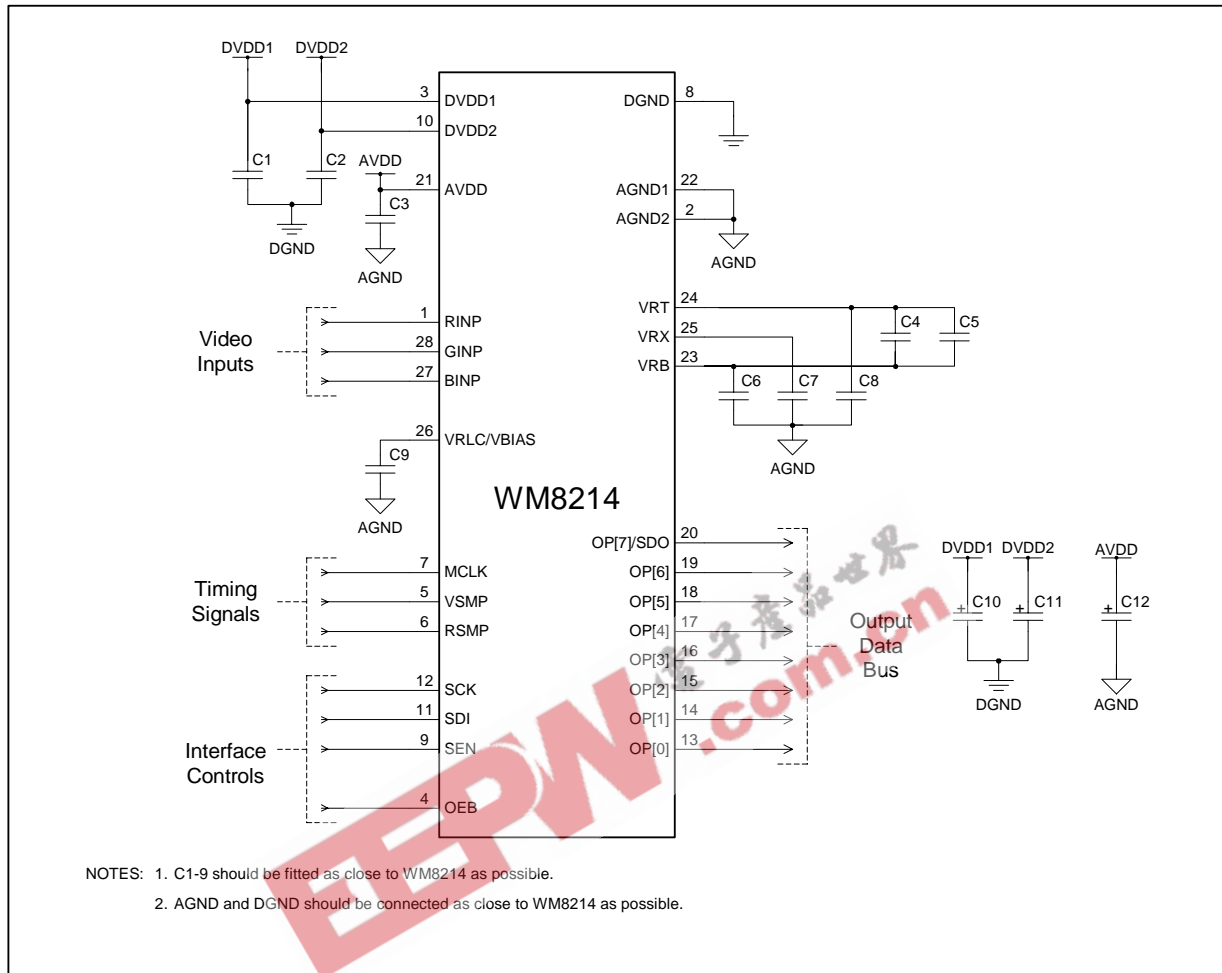 DVDD1 DVDD2
3 DVDD1
10 DVDD2
C1 C2
AVDD
21 AVDD
C3
DGND
AGND
DGND 8
AGND1 22
AGND2 2
AGND
Video
Inputs
1 RINP
28 GINP
27 BINP
VRT 24
VRX 25
VRB 23
C4 C5
C6 C7 C8
AGND
26 VRLC/VBIAS
C9
AGND
WM8214
Timing
Signals
7 MCLK
5 VSMP
6 RSMP
Interface
Controls
12 SCK
11 SDI
9 SEN
4 OEB
OP[7]/SDO 20
OP[6] 19
OP[5] 18
OP[4] 17
OP[3] 16
OP[2] 15
OP[1] 14
OP[0] 13
Output
Data
Bus
DVDD1 DVDD2 AVDD
+ C10 + C11 + C12
DGND AGND
電子產品世界
EEPW.com.cn
NOTES: 1. C1-9 should be fitted as close to WM8214 as possible.
2. AGND and DGND should be connected as close to WM8214 as possible.